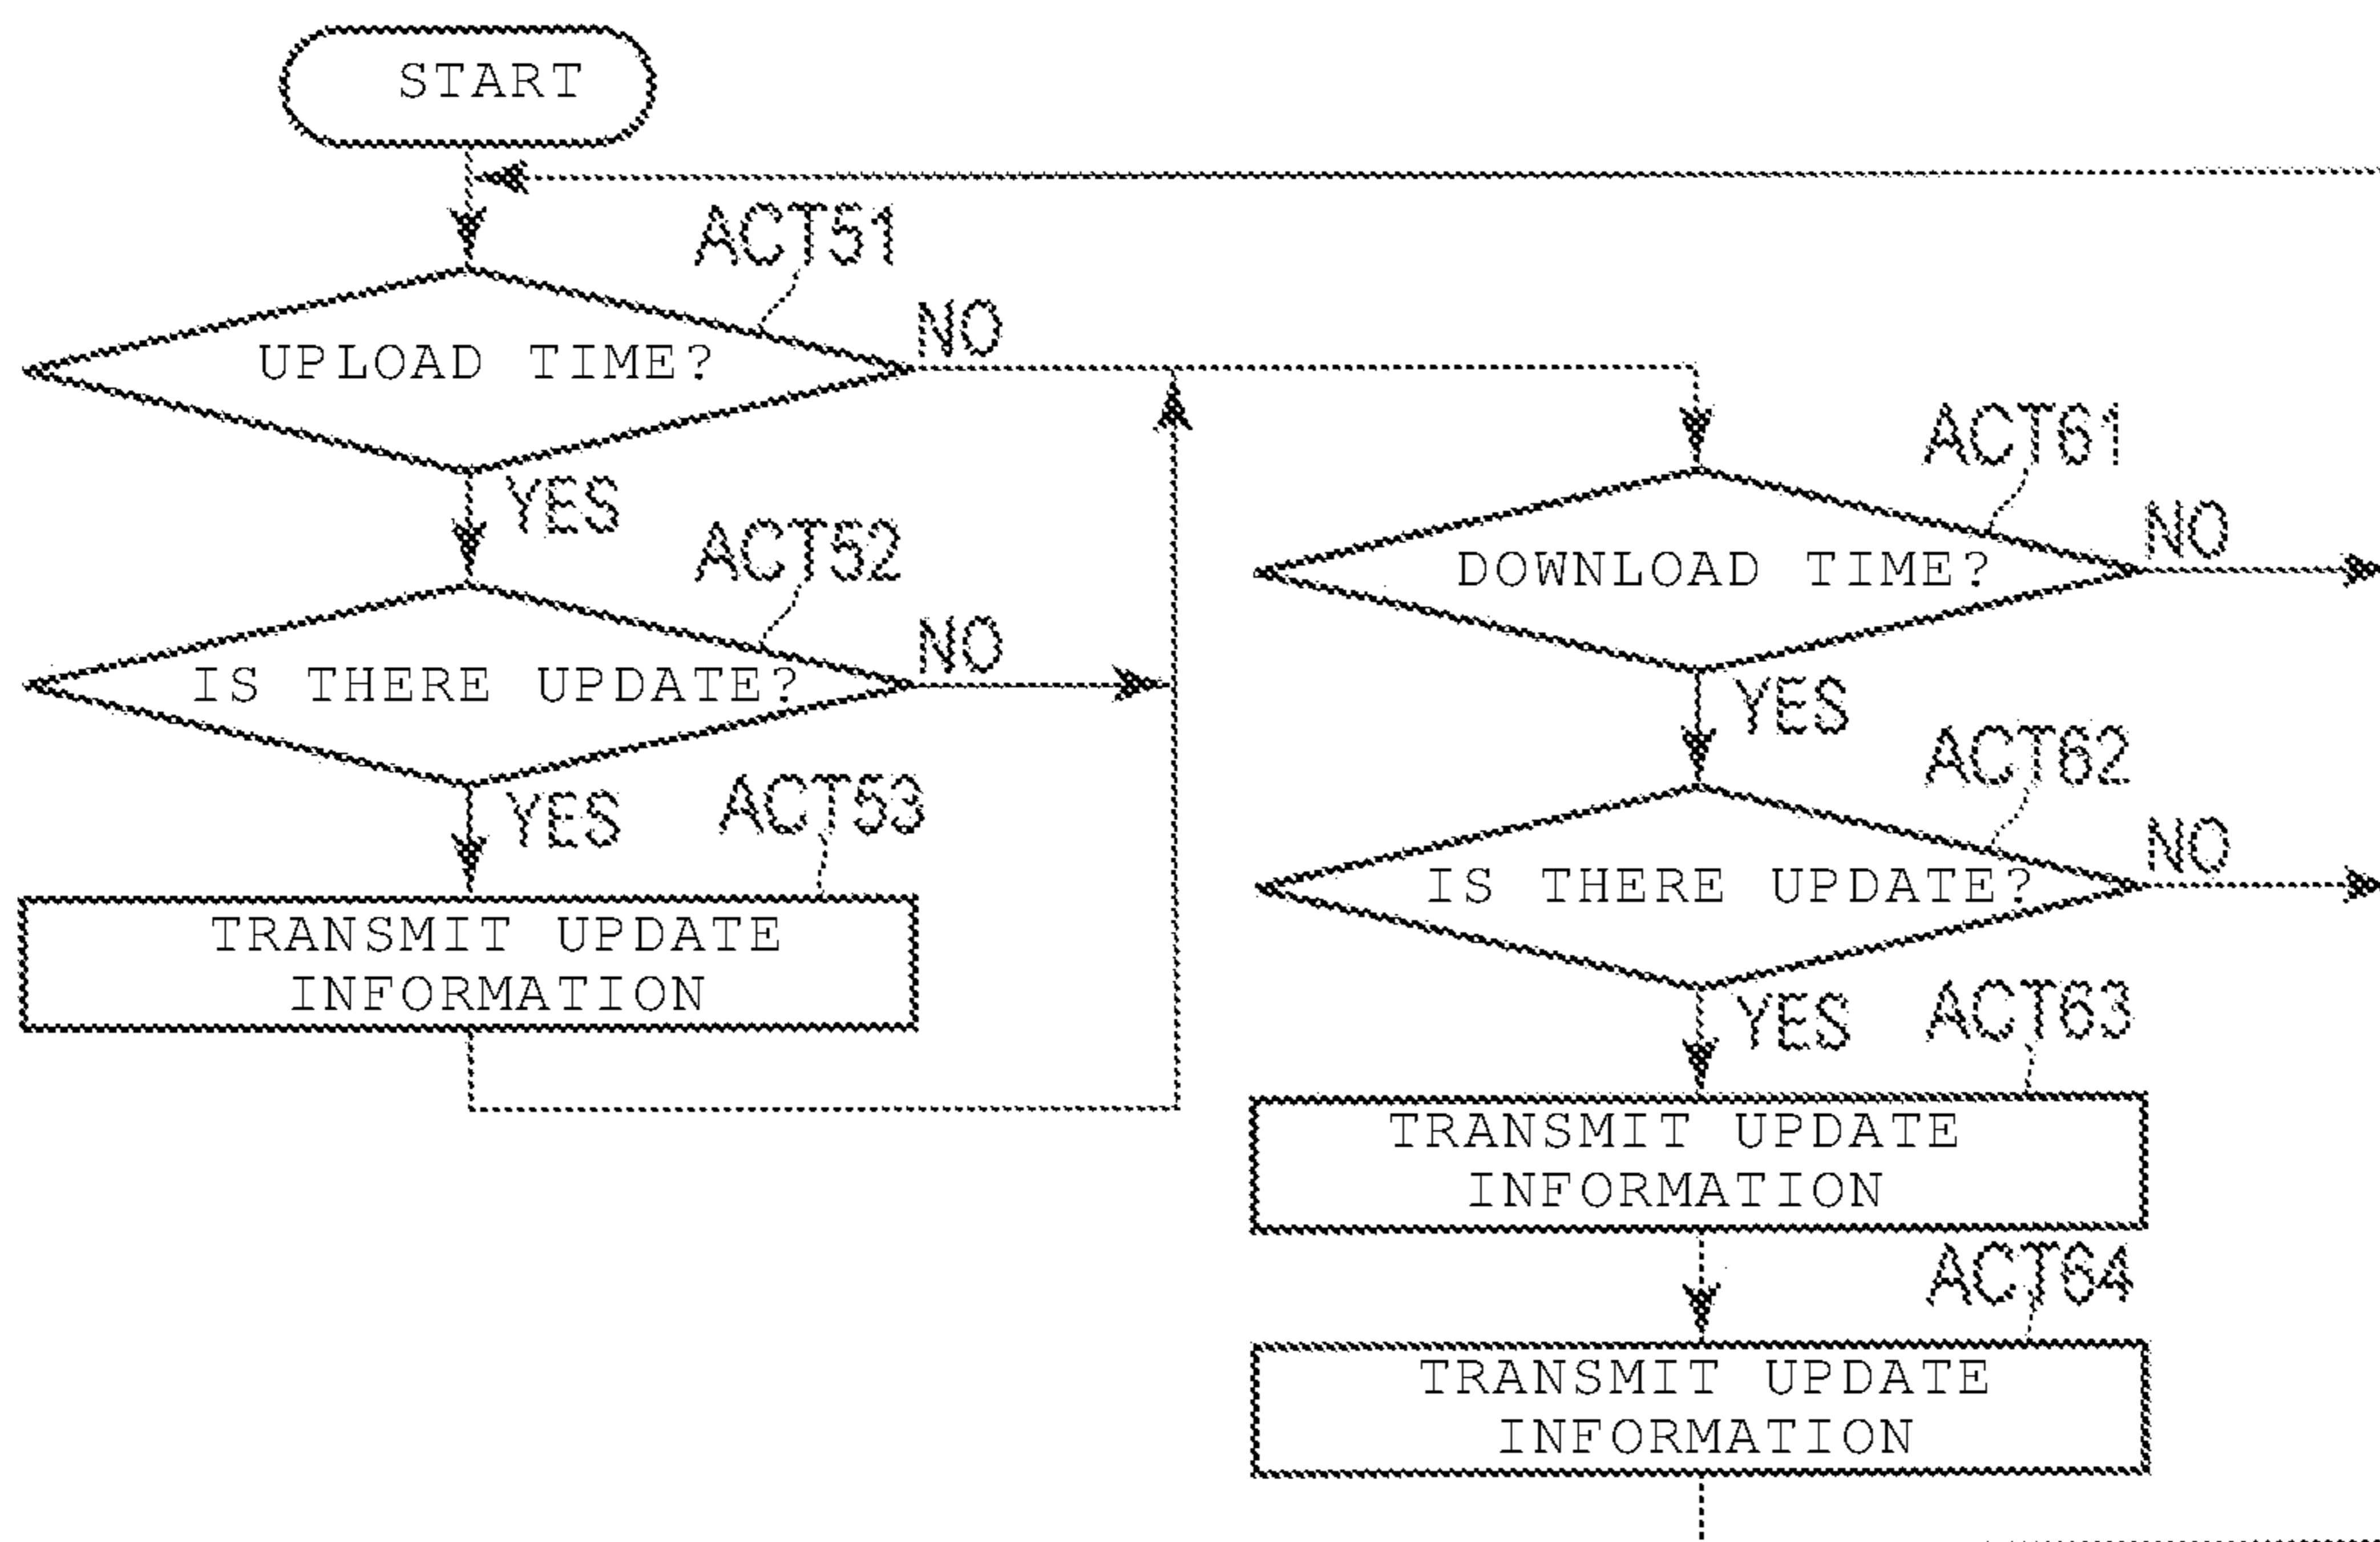 START
ACT51
UPLOAD TIME?
NO
YES
ACT52
IS THERE UPDATE?
NO
YES
ACT53
TRANSMIT UPDATE
INFORMATION
ACT61
DOWNLOAD TIME?
NO
YES
ACT62
IS THERE UPDATE?
NO
YES
ACT63
TRANSMIT UPDATE
INFORMATION
ACT64
TRANSMIT UPDATE
INFORMATION